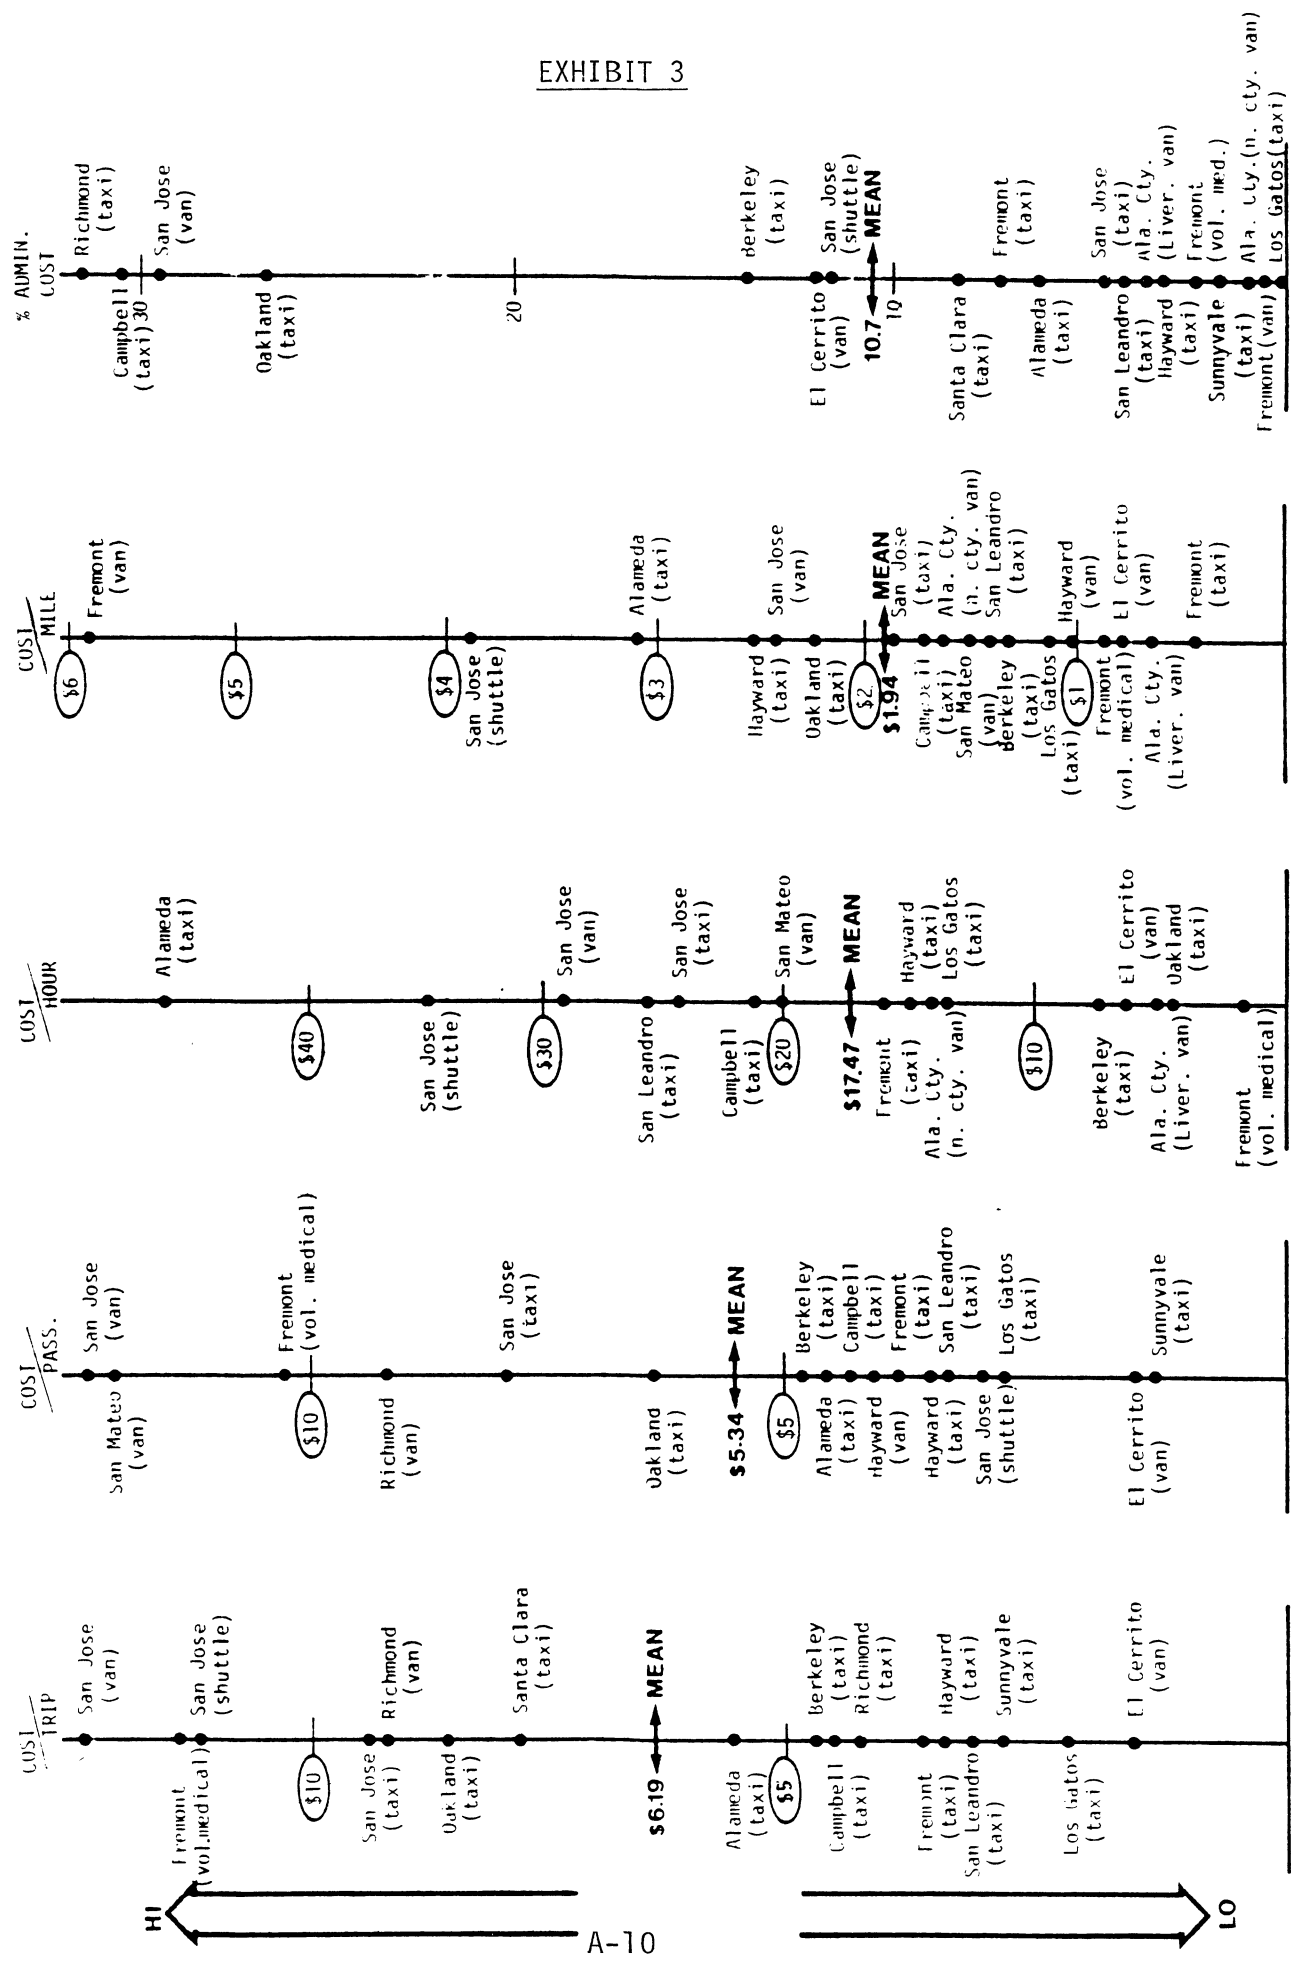 EXHIBIT 3
COST
TRIP
San Jose
(van)
Fremont
(vol.medical)
San Jose
(shuttle)
$10
San Jose
(taxi)
Richmond
(van)
Oakland
(taxi)
Santa Clara
(taxi)
$6.19
MEAN
Alameda
(taxi)
$5
Berkeley
(taxi)
Campbell
(taxi)
Richmond
(taxi)
Fremont
(taxi)
Hayward
(taxi)
San Leandro
(taxi)
Sunnyvale
(taxi)
Los Gatos
(taxi)
El Cerrito
(van)
COST
PASS.
San Jose
(van)
San Mateo
(van)
Fremont
(vol. medical)
$10
Richmond
(van)
San Jose
(taxi)
Oakland
(taxi)
$5.34
MEAN
$5
Berkeley
(taxi)
Alameda
(taxi)
Campbell
(taxi)
Hayward
(van)
Fremont
(taxi)
Hayward
(taxi)
San Leandro
(taxi)
San Jose
(shuttle)
Los Gatos
(taxi)
El Cerrito
(van)
Sunnyvale
(taxi)
COST
HOUR
Alameda
(taxi)
$40
San Jose
(shuttle)
$30
San Jose
(van)
San Leandro
(taxi)
San Jose
(taxi)
Campbell
(taxi)
$20
San Mateo
(van)
$17.47
MEAN
Fremont
(taxi)
Hayward
(taxi)
Ala. Cty.
(n. cty. van)
Los Gatos
(taxi)
$10
Berkeley
(taxi)
El Cerrito
(van)
Ala. Cty.
(Liver. van)
Oakland
(taxi)
Fremont
(vol. medical)
COST
MILE
$6
Fremont
(van)
$5
$4
San Jose
(shuttle)
Alameda
(taxi)
$3
Hayward
(taxi)
San Jose
(van)
Oakland
(taxi)
$2
$1.94
MEAN
San Jose
(taxi)
Campbell
(taxi)
Ala. Cty.
(n. cty. van)
San Mateo
(van)
San Leandro
(taxi)
Berkeley
(taxi)
Los Gatos
(taxi)
Hayward
(van)
$1
Fremont
(vol. medical)
El Cerrito
(van)
Ala. Cty.
(Liver. van)
Fremont
(taxi)
% ADMIN.
COST
Richmond
(taxi)
Campbell
(taxi)
30
San Jose
(van)
Oakland
(taxi)
20
Berkeley
(taxi)
El Cerrito
(van)
San Jose
(shuttle)
10.7
MEAN
10
Santa Clara
(taxi)
Fremont
(taxi)
Alameda
(taxi)
San Jose
(taxi)
San Leandro
(taxi)
Ala. Cty.
(Liver. van)
Hayward
(taxi)
Fremont
(vol. med.)
Sunnyvale
(taxi)
Ala. Cty.(n. cty. van)
Fremont(van)
Los Gatos(taxi)
HI
LO
A-10